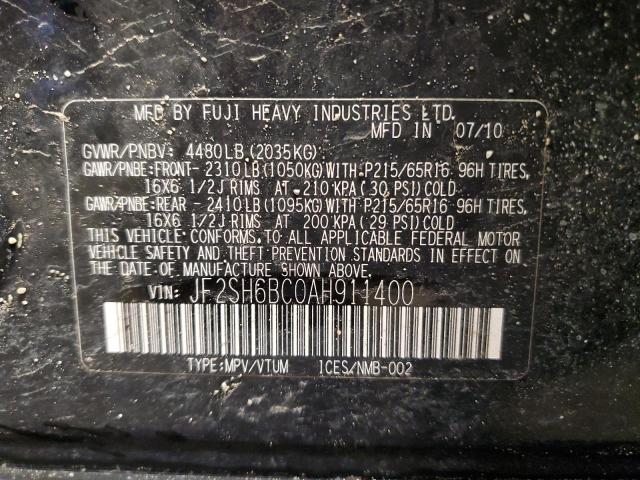 MFD BY FUJI HEAVY INDUSTRIES LTD.
MFD IN 07/10
GVWR/PNBV: 4480LB(2035KG)
GAWR/PNBE:FRONT- 2310LB(1050KG)WITH P215/65R16 96H TIRES,
16X6 1/2J RIMS AT 210 KPA(30 PSI)COLD
GAWR/PNBE:REAR - 2410LB(1095KG)WITH P215/65R16 96H TIRES,
16X6 1/2J RIMS AT 200 KPA(29 PSI)COLD
THIS VEHICLE CONFORMS TO ALL APPLICABLE FEDERAL MOTOR
VEHICLE SAFETY AND THEFT PREVENTION STANDARDS IN EFFECT ON
THE DATE OF MANUFACTURE SHOWN ABOVE.
VIN: JF2SH6BC0AH911400
TYPE:MPV/VTUM ICES/NMB-002